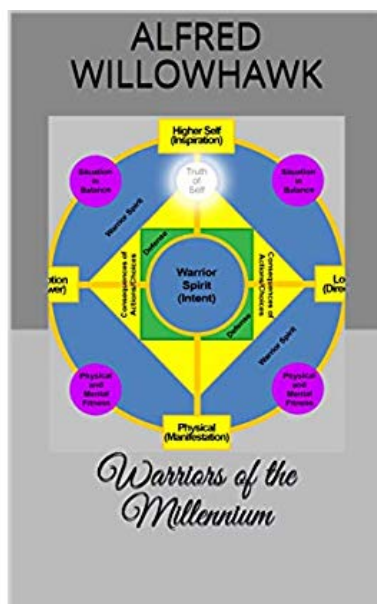 ALFRED
WILLOWHAWK
Higher Self
(Inspiration)
Situation
in
Balance
Truth
of
Self
Situation
in
Balance
Warrior Spirit
Defense
Consequences of
Actions/Choices
Warrior
Spirit
(Intent)
Consequences of
Actions/Choices
Defense
Warrior Spirit
Physical
and
Mental
Fitness
Physical
and
Mental
Fitness
Physical
(Manifestation)
Warriors of the
Millennium